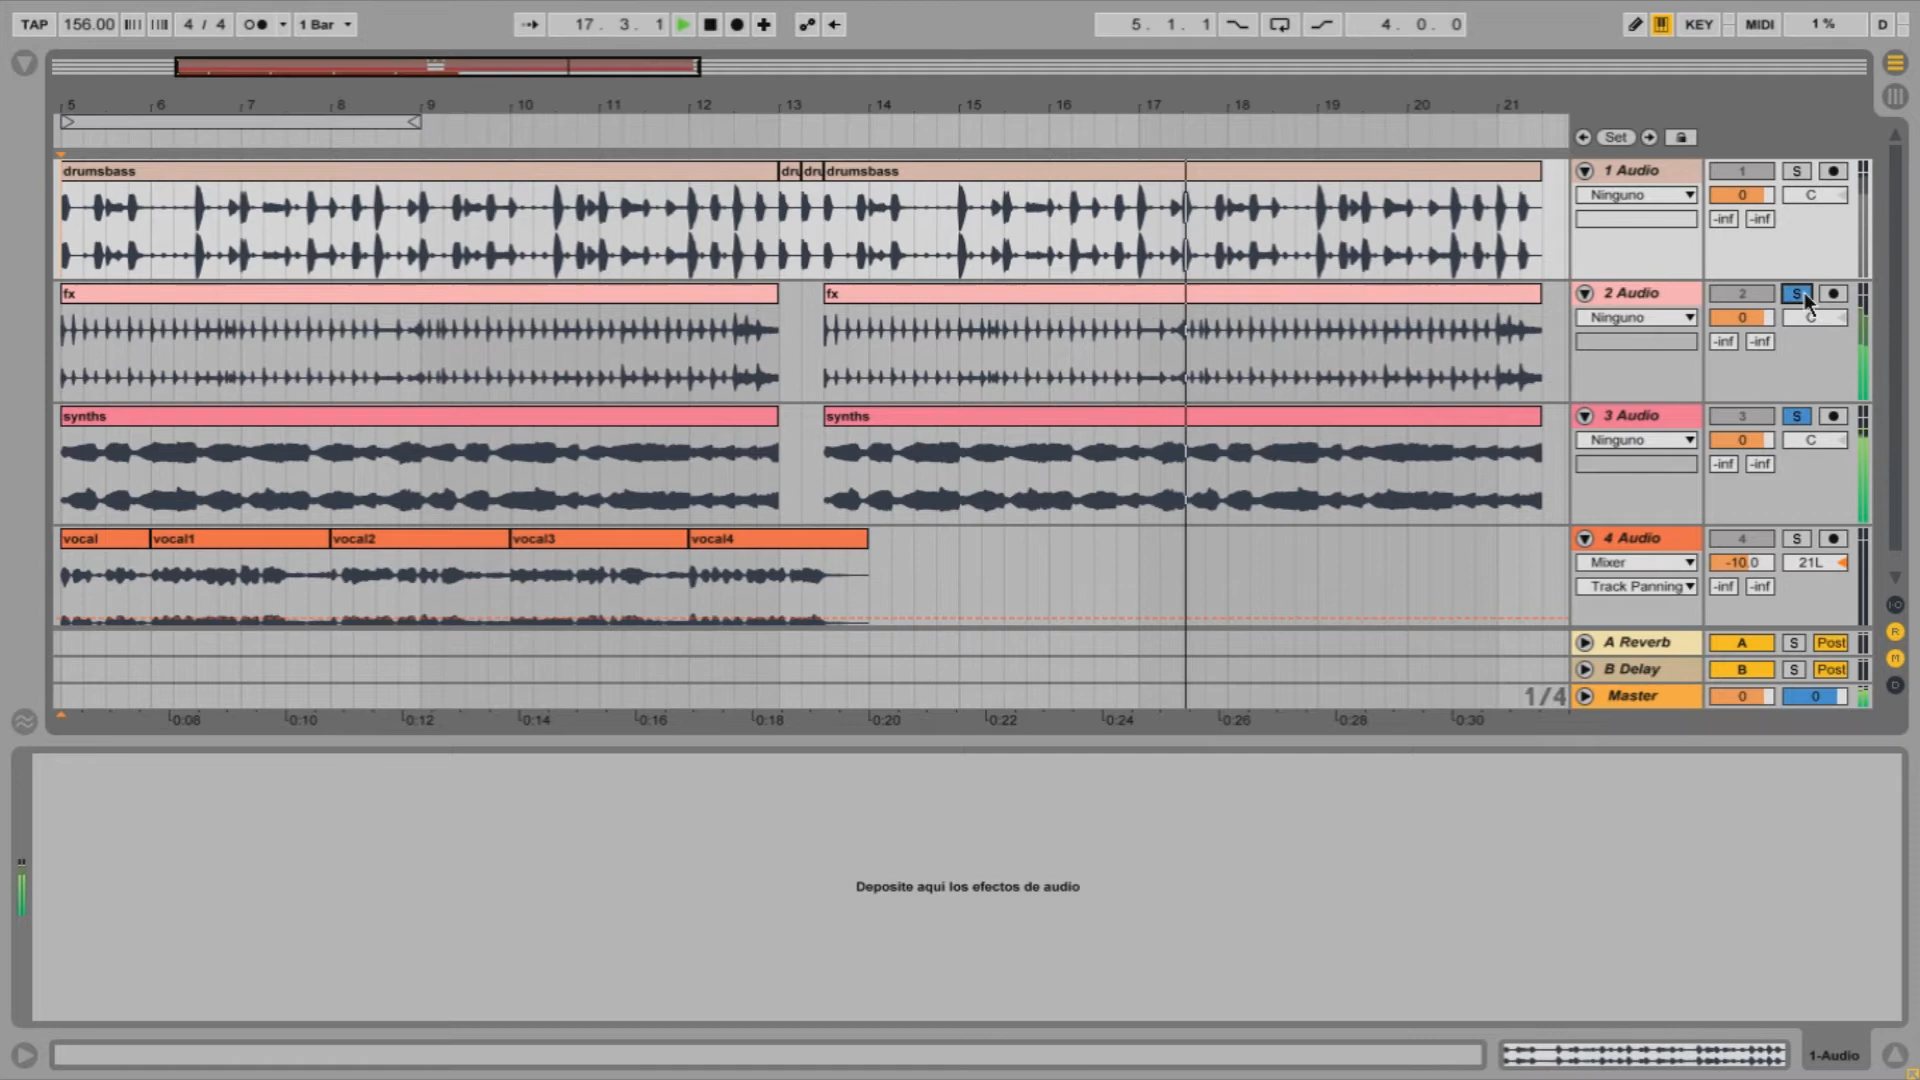 TAP 156.00 4 / 4 1 Bar 17. 3. 1 5. 1. 1 4. 0. 0 KEY MIDI 1 % D
5 6 7 8 9 10 11 12 13 14 15 16 17 18 19 20 21
Set
drumsbass dru dru drumsbass 1 Audio 1 S
Ninguno 0 C
-inf -inf
fx fx 2 Audio 2 S
Ninguno 0 C
-inf -inf
synths synths 3 Audio 3 S
Ninguno 0 C
-inf -inf
vocal vocal1 vocal2 vocal3 vocal4 4 Audio 4 S
Mixer -10.0 21L
Track Panning -inf -inf
I-O
R
M
D
A Reverb A S Post
B Delay B S Post
1/4 Master 0 0
0:08 0:10 0:12 0:14 0:16 0:18 0:20 0:22 0:24 0:26 0:28 0:30
Deposite aquí los efectos de audio
1-Audio